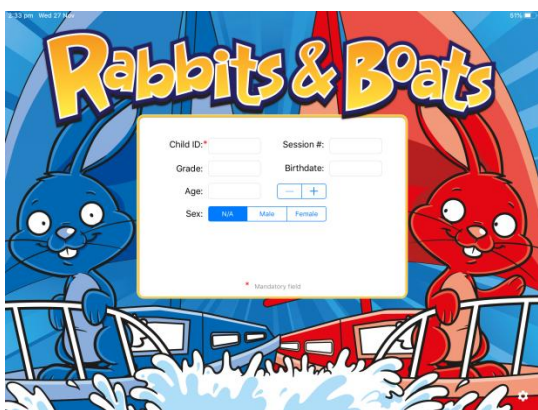 2:33 pm Wed 27 Nov 51%
Rabbits & Boats
Child ID:* Session #:
Grade: Birthdate:
Age: − +
Sex: N/A Male Female
* Mandatory field